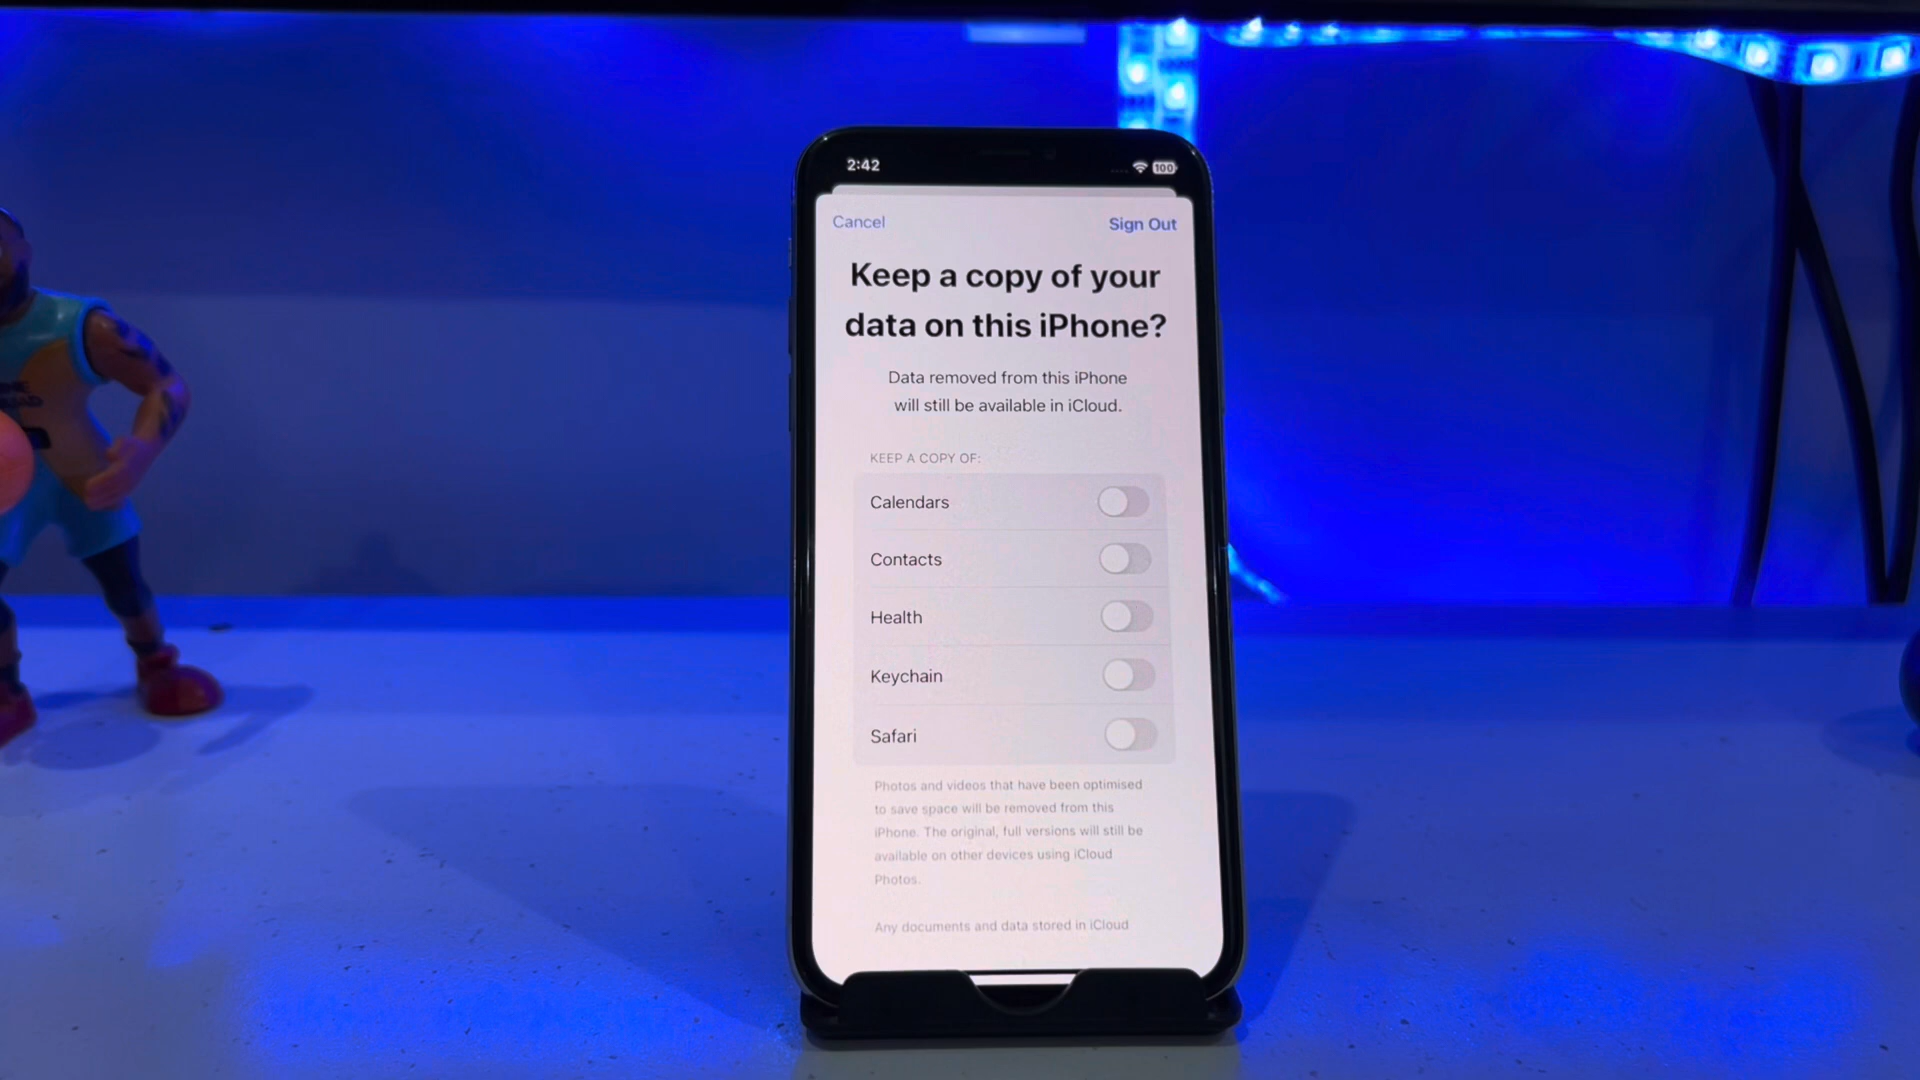 2:42
100
Cancel
Sign Out
Keep a copy of your
data on this iPhone?
Data removed from this iPhone
will still be available in iCloud.
KEEP A COPY OF:
Calendars
Contacts
Health
Keychain
Safari
Photos and videos that have been optimised
to save space will be removed from this
iPhone. The original, full versions will still be
available on other devices using iCloud
Photos.
Any documents and data stored in iCloud